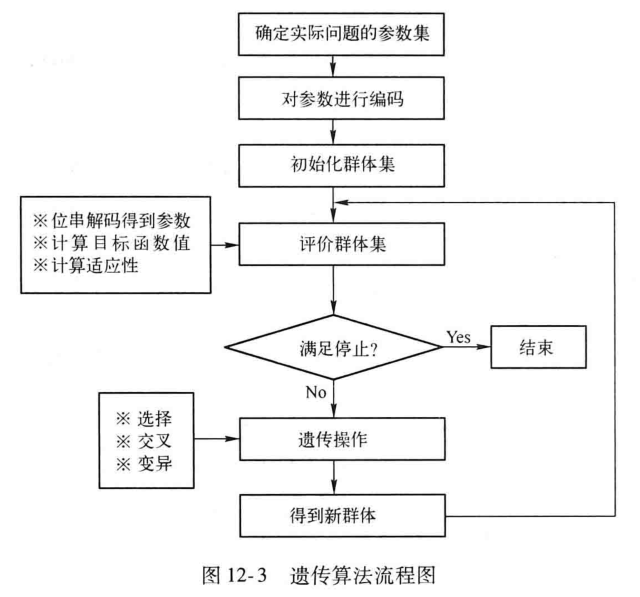 确定实际问题的参数集
对参数进行编码
初始化群体集
※位串解码得到参数
※计算目标函数值
※计算适应性
评价群体集
满足停止?
Yes
结束
No
※ 选择
※ 交叉
※ 变异
遗传操作
得到新群体
图 12-3 遗传算法流程图